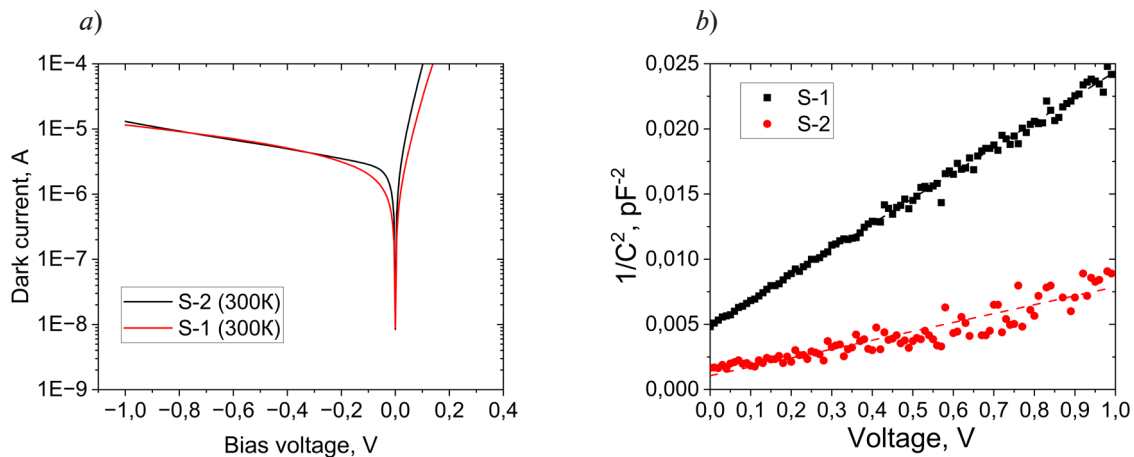 a)
Dark current, A
1E−4
1E−5
1E−6
1E−7
1E−8
1E−9
S-2 (300K)
S-1 (300K)
−1,0 −0,8 −0,6 −0,4 −0,2 0,0 0,2 0,4
Bias voltage, V
b)
1/C², pF⁻²
0,025
0,020
0,015
0,010
0,005
0,000
S-1
S-2
0,0 0,1 0,2 0,3 0,4 0,5 0,6 0,7 0,8 0,9 1,0
Voltage, V